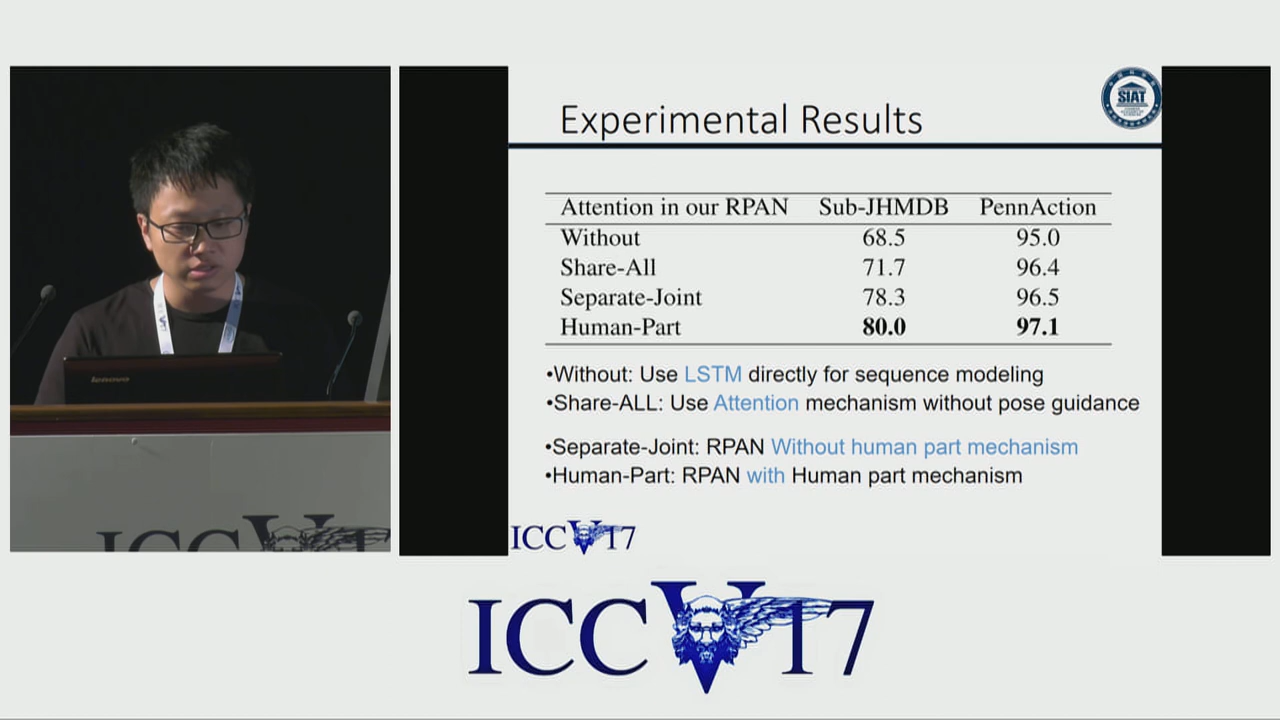 Experimental Results
SIAT
Attention in our RPAN Sub-JHMDB PennAction
Without 68.5 95.0
Share-All 71.7 96.4
Separate-Joint 78.3 96.5
Human-Part 80.0 97.1
•Without: Use LSTM directly for sequence modeling
•Share-ALL: Use Attention mechanism without pose guidance
•Separate-Joint: RPAN Without human part mechanism
•Human-Part: RPAN with Human part mechanism
ICCV17
lenovo
ICCV17
ICCV17